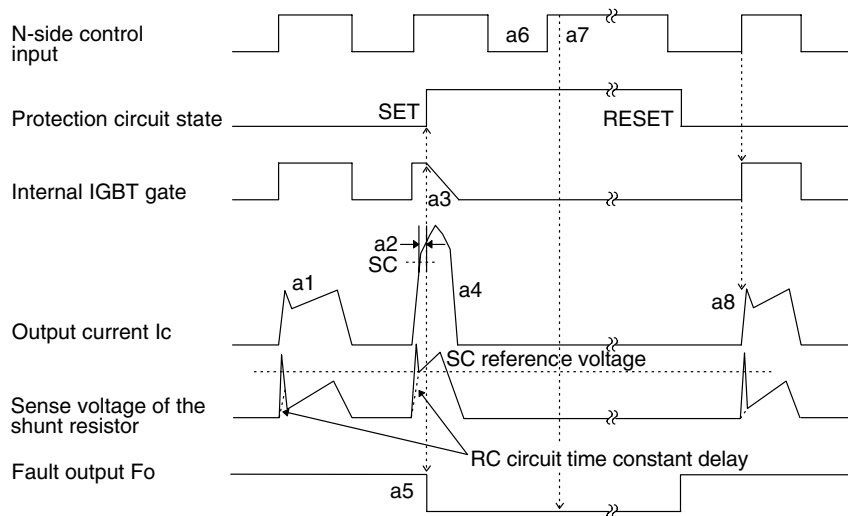 N-side control
input
a6
a7
Protection circuit state
SET
RESET
Internal IGBT gate
a3
a2
SC
a1
a4
a8
Output current Ic
SC reference voltage
Sense voltage of the
shunt resistor
RC circuit time constant delay
Fault output Fo
a5